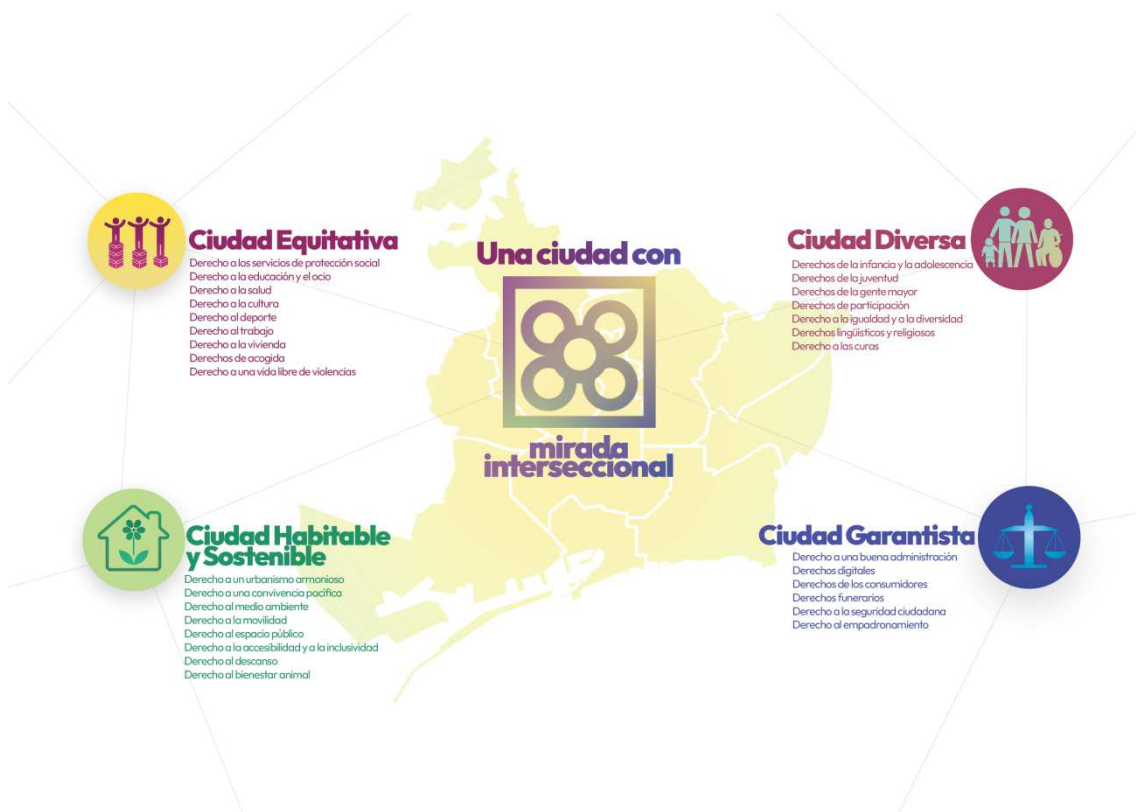 Ciudad Equitativa
Derecho a los servicios de protección social
Derecho a la educación y el ocio
Derecho a la salud
Derecho a la cultura
Derecho al deporte
Derecho al trabajo
Derecho a la vivienda
Derechos de acogida
Derecho a una vida libre de violencias
Una ciudad con
mirada
interseccional
Ciudad Diversa
Derechos de la infancia y la adolescencia
Derechos de la juventud
Derechos de la gente mayor
Derechos de participación
Derecho a la igualdad y a la diversidad
Derechos lingüísticos y religiosos
Derecho a las curas
Ciudad Habitable
y Sostenible
Derecho a un urbanismo armonioso
Derecho a una convivencia pacífica
Derecho al medio ambiente
Derecho a la movilidad
Derecho al espacio público
Derecho a la accesibilidad y a la inclusividad
Derecho al descanso
Derecho al bienestar animal
Ciudad Garantista
Derecho a una buena administración
Derechos digitales
Derechos de los consumidores
Derechos funerarios
Derecho a la seguridad ciudadana
Derecho al empadronamiento